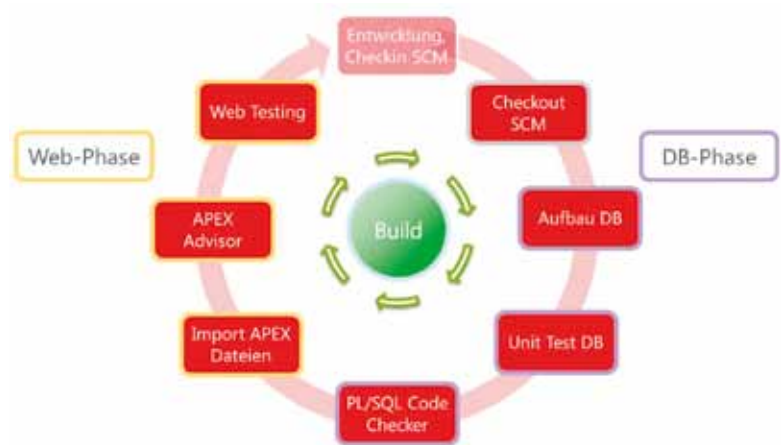 Entwicklung,
Checkin SCM
Checkout
SCM
DB-Phase
Aufbau DB
Unit Test DB
PL/SQL Code
Checker
Import APEX
Dateien
APEX
Advisor
Web-Phase
Web Testing
Build